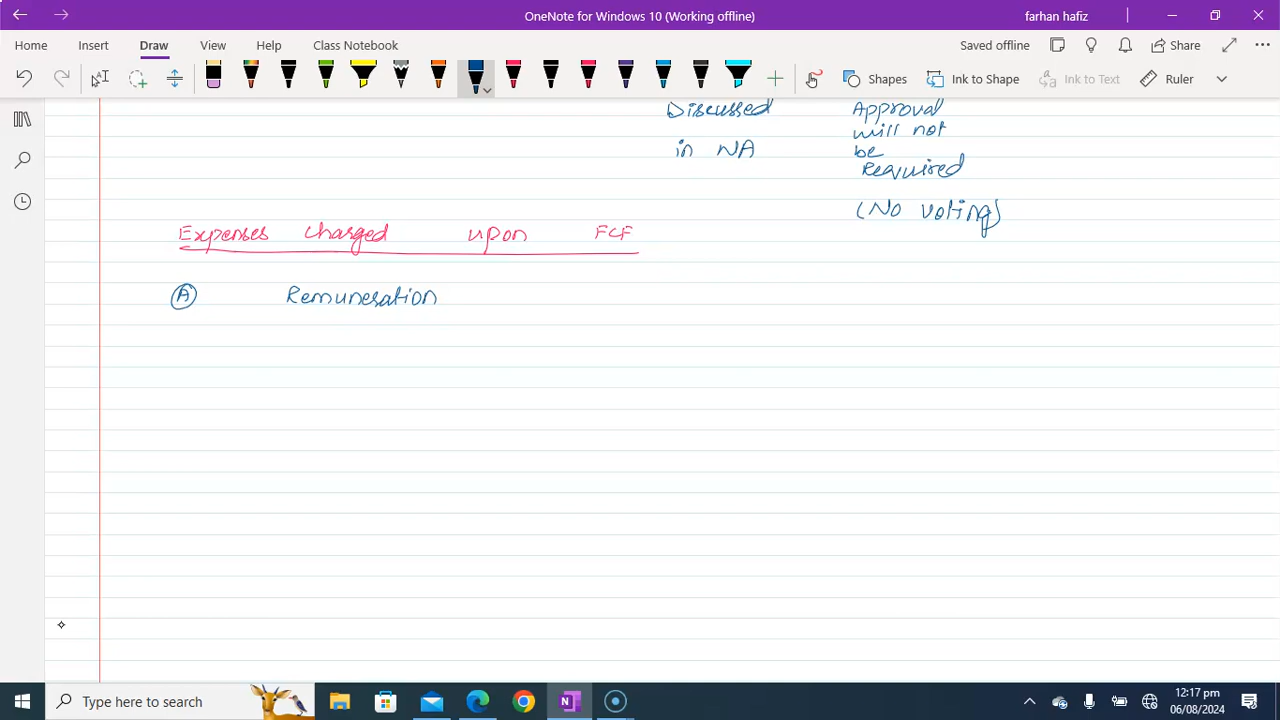 OneNote for Windows 10 (Working offline)
farhan hafiz
Home Insert Draw View Help Class Notebook
Saved offline
Share
Shapes
Ink to Shape
Ink to Text
Ruler
Discussed
in NA
Approval
will not
be
Required
(No voting)
Expenses charged upon FCF
A Remuneration
Type here to search
12:17 pm
06/08/2024